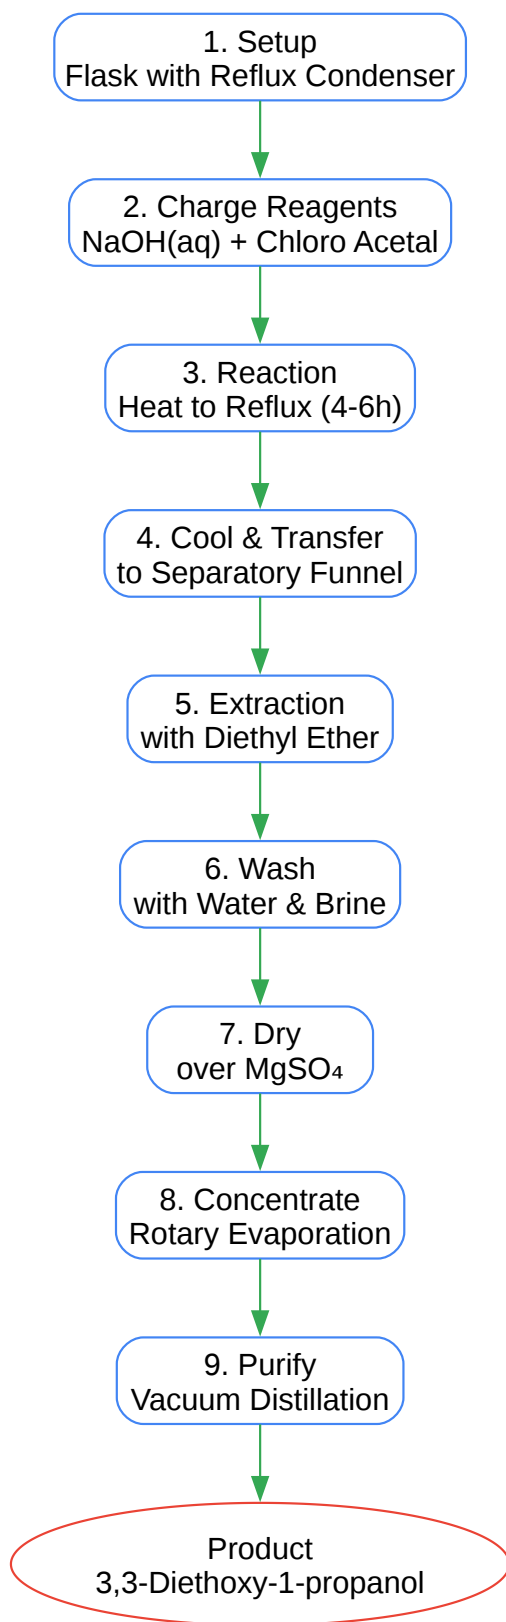 1. Setup
Flask with Reflux Condenser
2. Charge Reagents
NaOH(aq) + Chloro Acetal
3. Reaction
Heat to Reflux (4-6h)
4. Cool & Transfer
to Separatory Funnel
5. Extraction
with Diethyl Ether
6. Wash
with Water & Brine
7. Dry
over MgSO₄
8. Concentrate
Rotary Evaporation
9. Purify
Vacuum Distillation
Product
3,3-Diethoxy-1-propanol